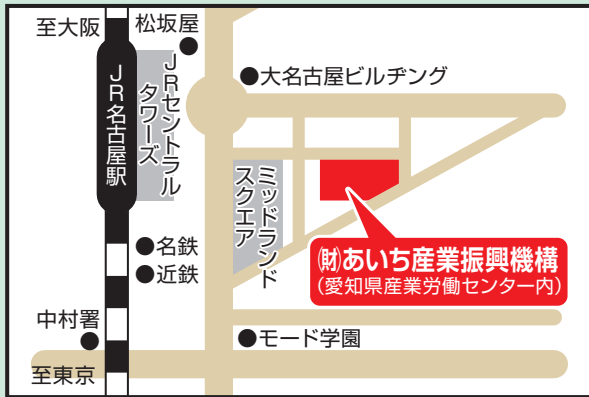 至大阪
松坂屋
JR名古屋駅
JRセントラル
タワーズ
●大名古屋ビルヂング
ミッドランド
スクエア
●名鉄
●近鉄
㈶あいち産業振興機構
(愛知県産業労働センター内)
中村署
●モード学園
至東京